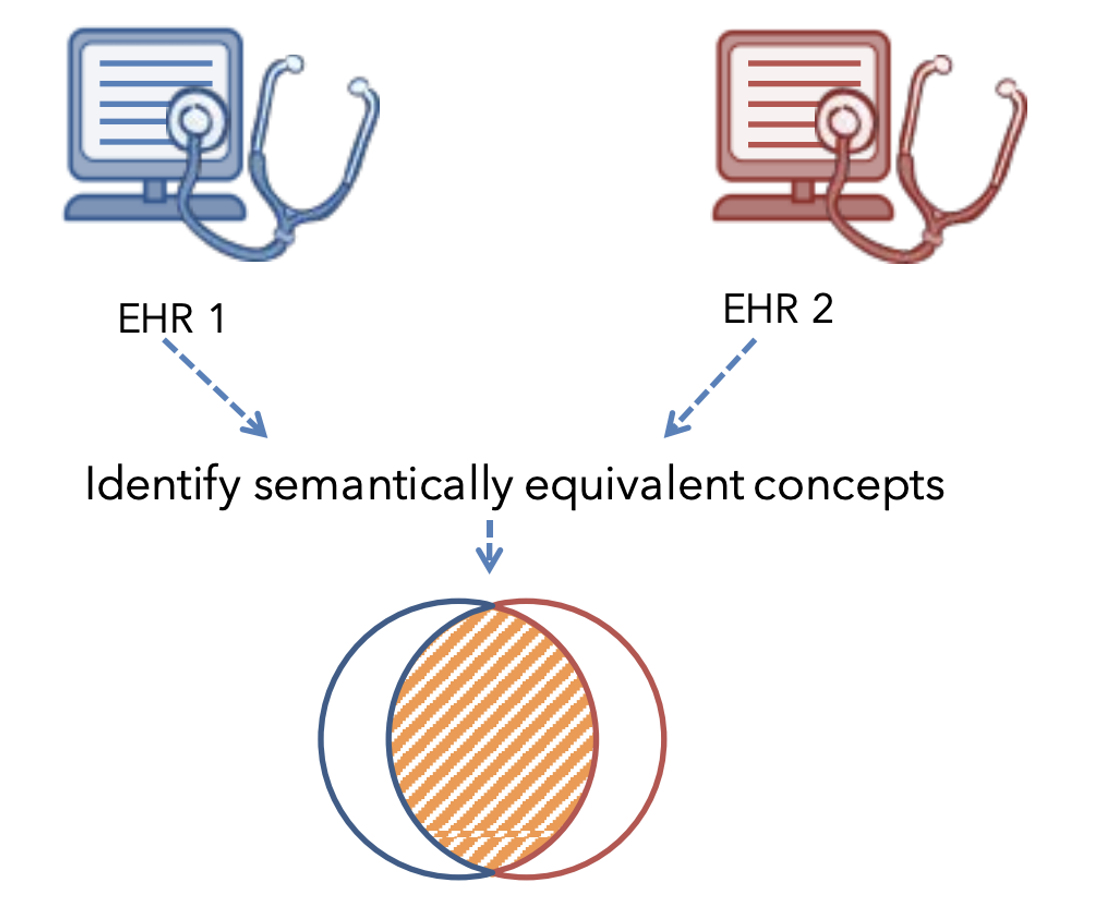 EHR 1
EHR 2
Identify semantically equivalent concepts